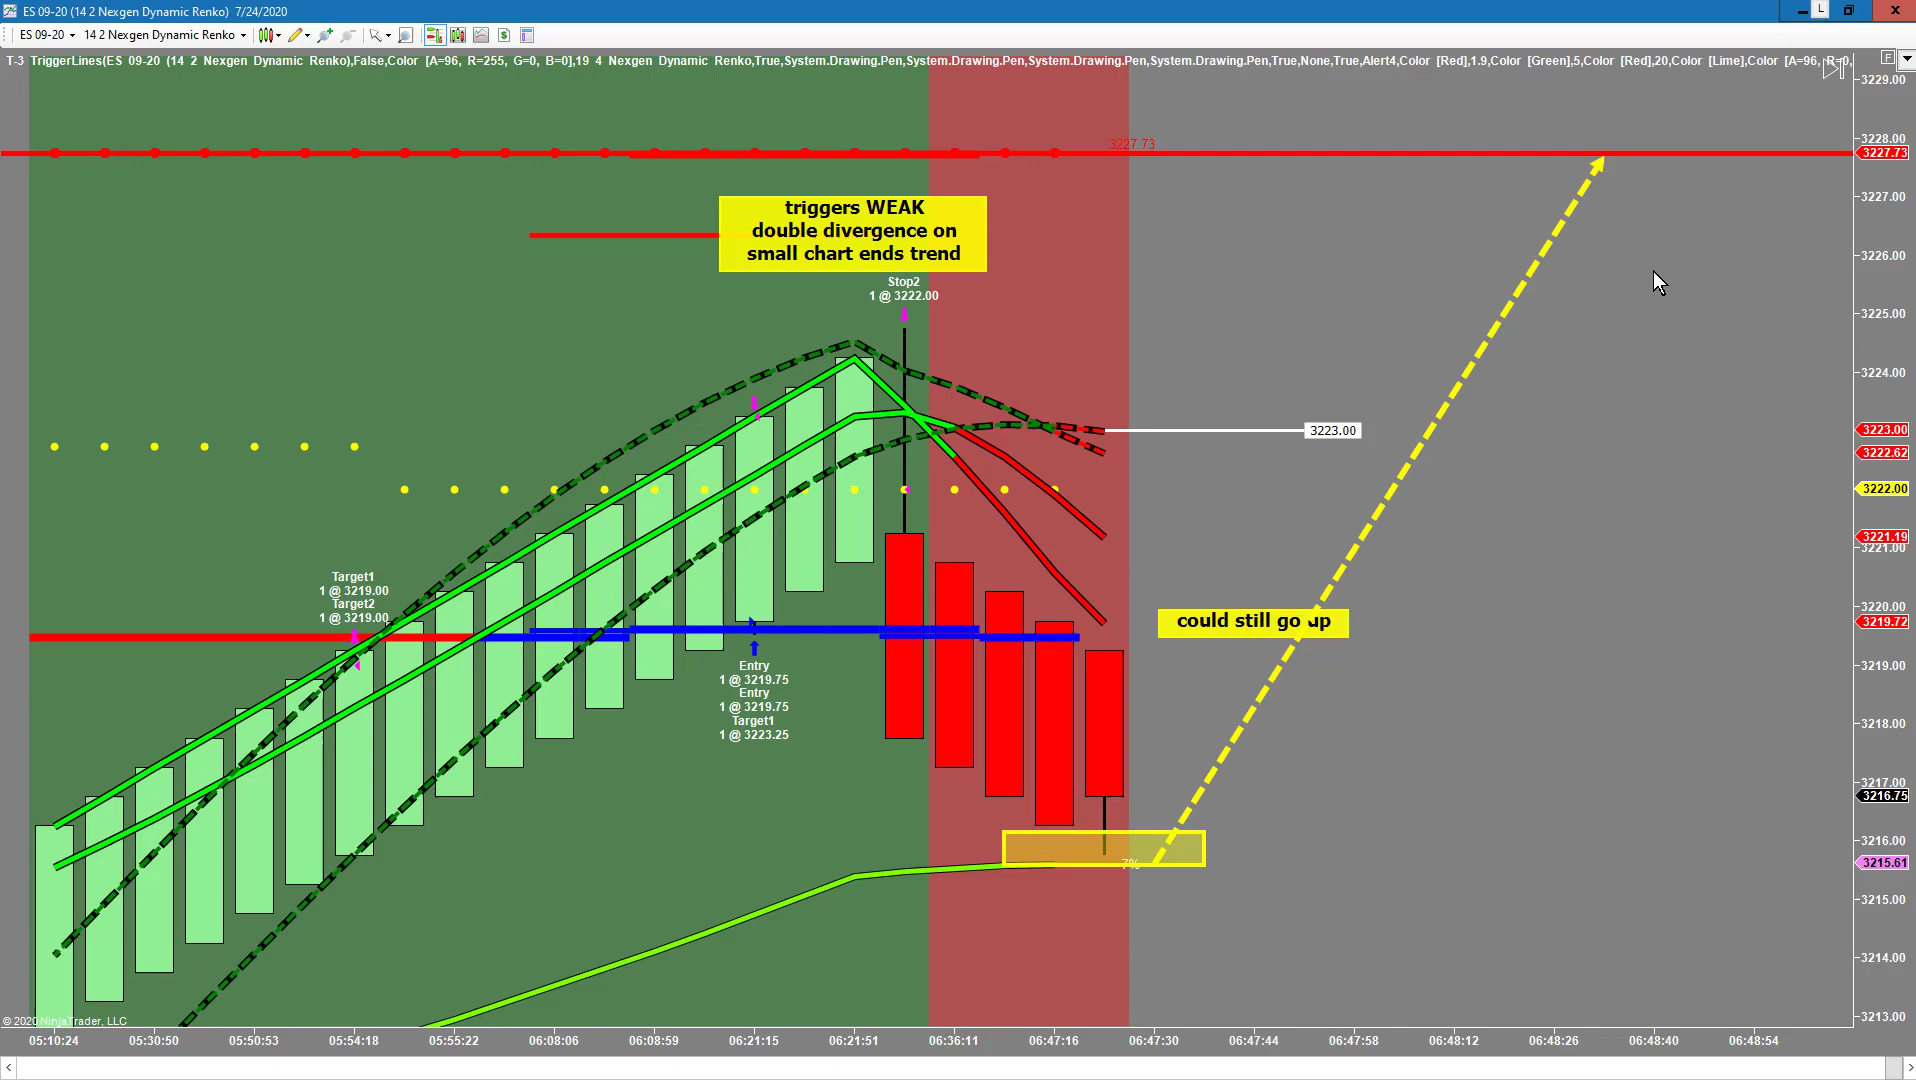 ES 09-20 (14 2 Nexgen Dynamic Renko)  7/24/2020
L
ES 09-20
14 2 Nexgen Dynamic Renko
$
T-3 TriggerLines(ES 09-20 (14 2 Nexgen Dynamic Renko),False,Color [A=96, R=255, G=0, B=0],19 4 Nexgen Dynamic Renko,True,System.Drawing.Pen,System.Drawing.Pen,System.Drawing.Pen,System.Drawing.Pen,True,None,True,Alert4,Color [Red],1.9,Color [Green],5,Color [Red],20,Color [Lime],Color [A=96, R=0,
F
3229.00
3228.00
3227.73
3227.73
3227.00
triggers WEAK
double divergence on
small chart ends trend
3226.00
Stop2
1 @ 3222.00
3225.00
3224.00
3223.00
3223.00
3222.62
3222.00
3221.19
3221.00
Target1
1 @ 3219.00
Target2
1 @ 3219.00
3220.00
could still go up
3219.72
Entry
1 @ 3219.75
Entry
1 @ 3219.75
Target1
1 @ 3223.25
3219.00
3218.00
3217.00
3216.75
3216.00
7%
3215.61
3215.00
3214.00
3213.00
© 2020 NinjaTrader, LLC
05:10:24
05:30:50
05:50:53
05:54:18
05:55:22
06:08:06
06:08:59
06:21:15
06:21:51
06:36:11
06:47:16
06:47:30
06:47:44
06:47:58
06:48:12
06:48:26
06:48:40
06:48:54